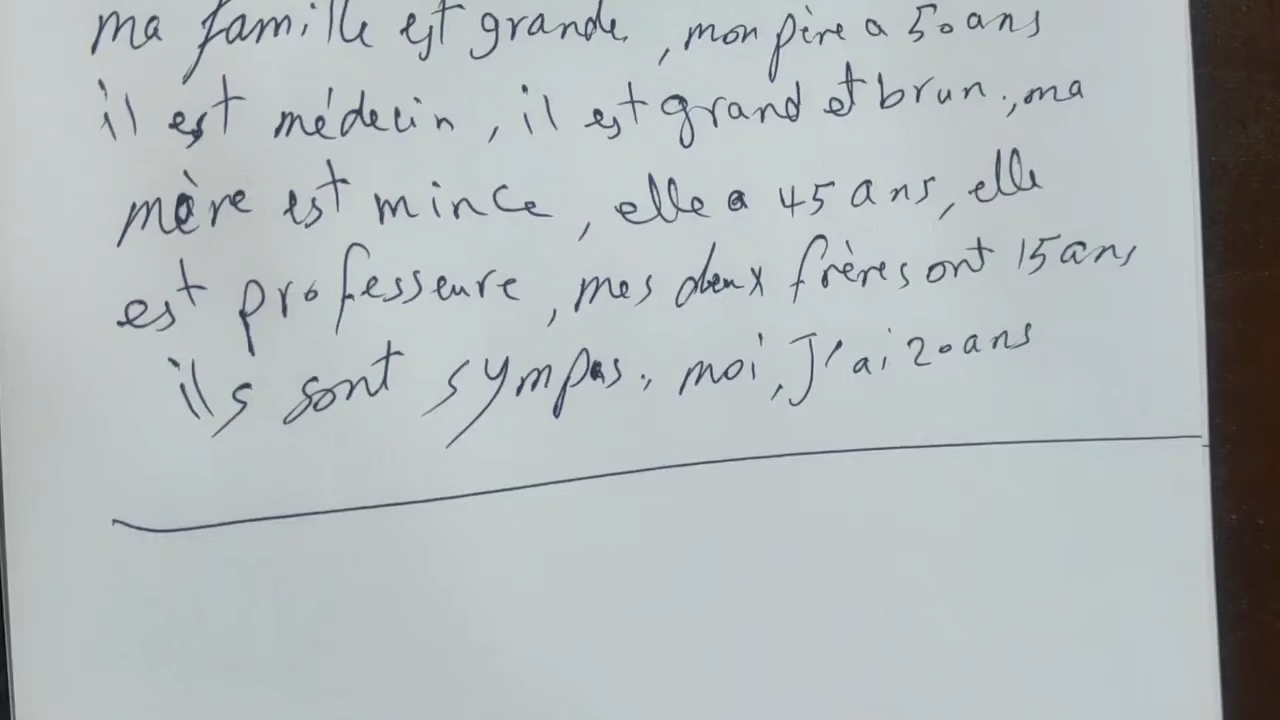 ma famille est grande, mon père a 50 ans
il est médecin, il est grand et brun., ma
mère est mince, elle a 45 ans, elle
est professeure, mes deux frères ont 15 ans
ils sont sympas., moi, J'ai 20 ans